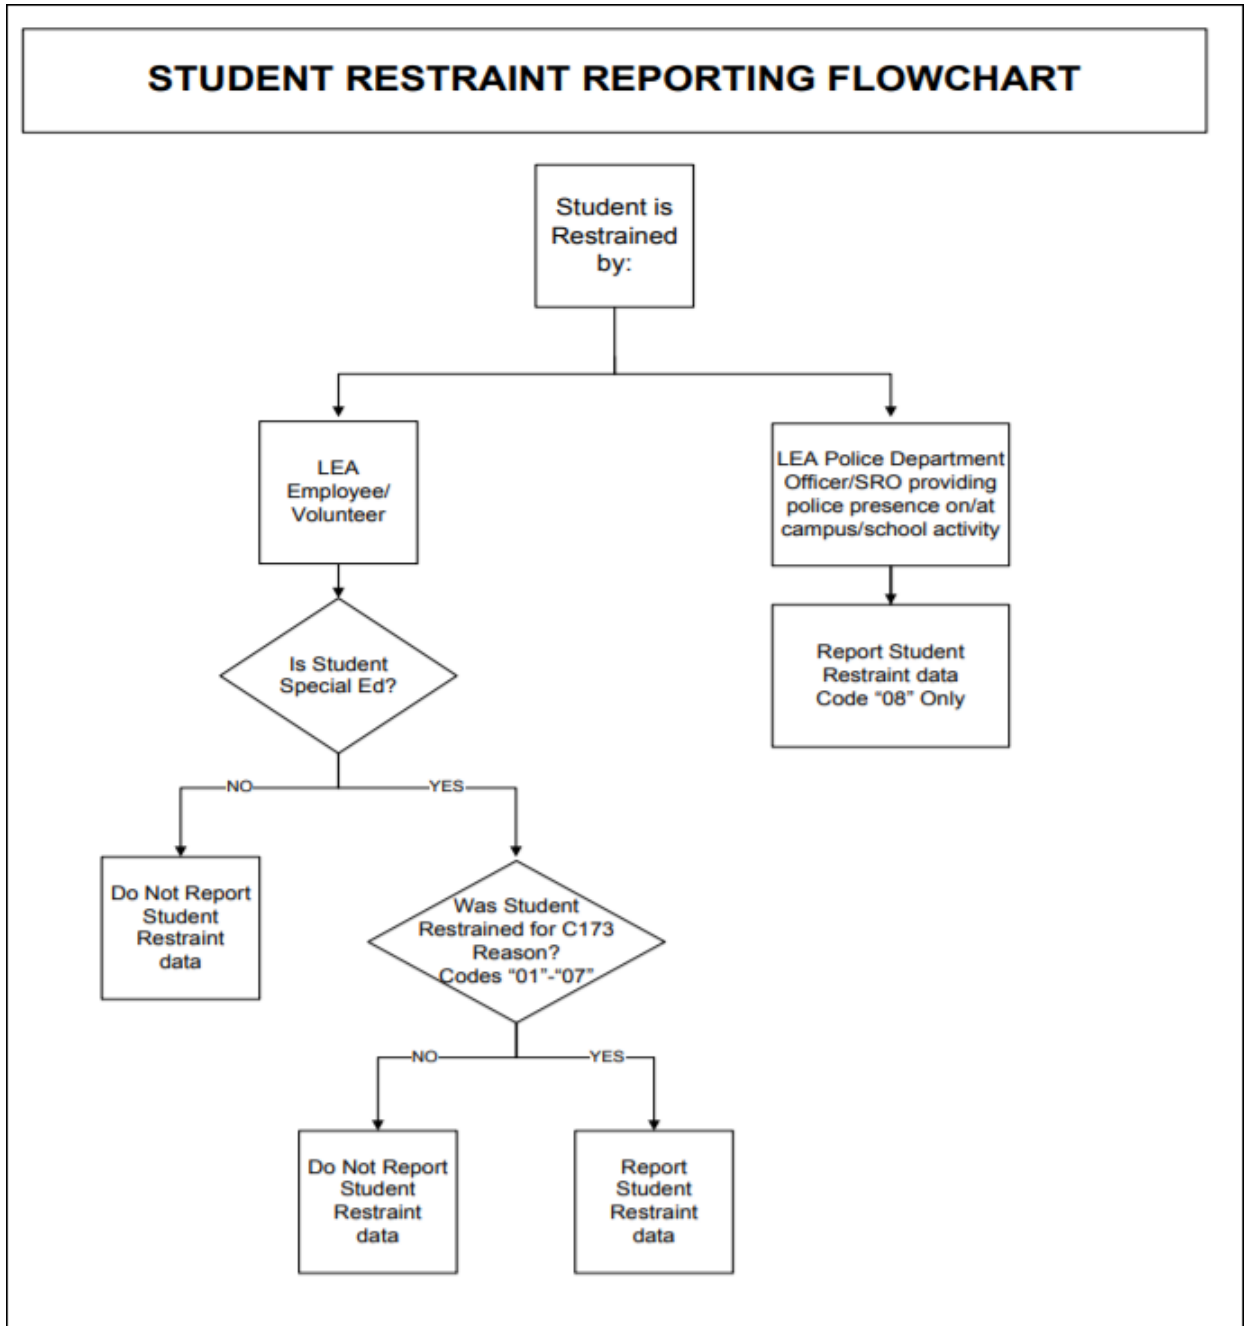 STUDENT RESTRAINT REPORTING FLOWCHART
Student is
Restrained
by:
LEA
Employee/
Volunteer
LEA Police Department
Officer/SRO providing
police presence on/at
campus/school activity
Is Student
Special Ed?
Report Student
Restraint data
Code “08” Only
NO
YES
Do Not Report
Student
Restraint
data
Was Student
Restrained for C173
Reason?
Codes “01”-“07”
NO
YES
Do Not Report
Student
Restraint
data
Report
Student
Restraint
data